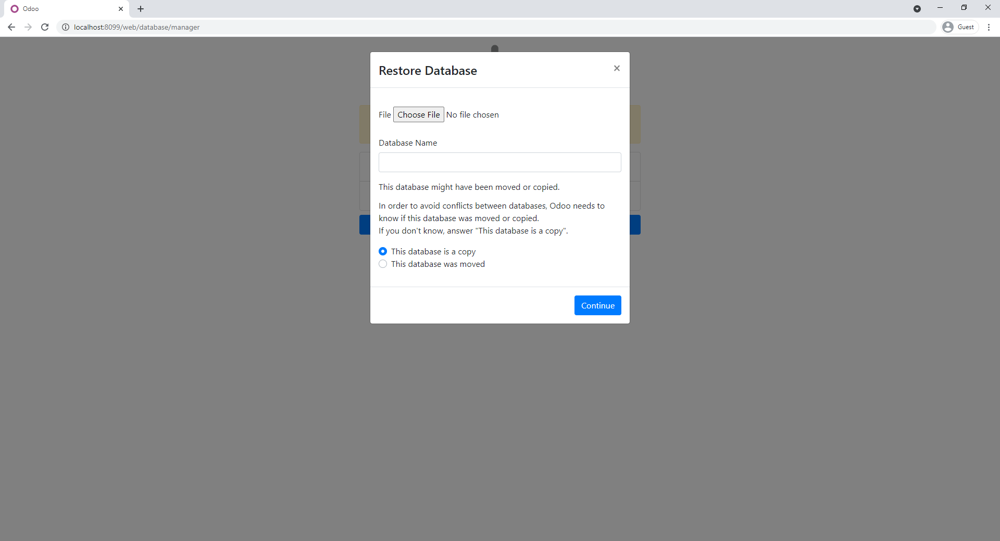 Odoo
localhost:8099/web/database/manager
Guest
Restore Database
File Choose File No file chosen
Database Name
This database might have been moved or copied.
In order to avoid conflicts between databases, Odoo needs to
know if this database was moved or copied.
If you don't know, answer "This database is a copy".
This database is a copy
This database was moved
Continue